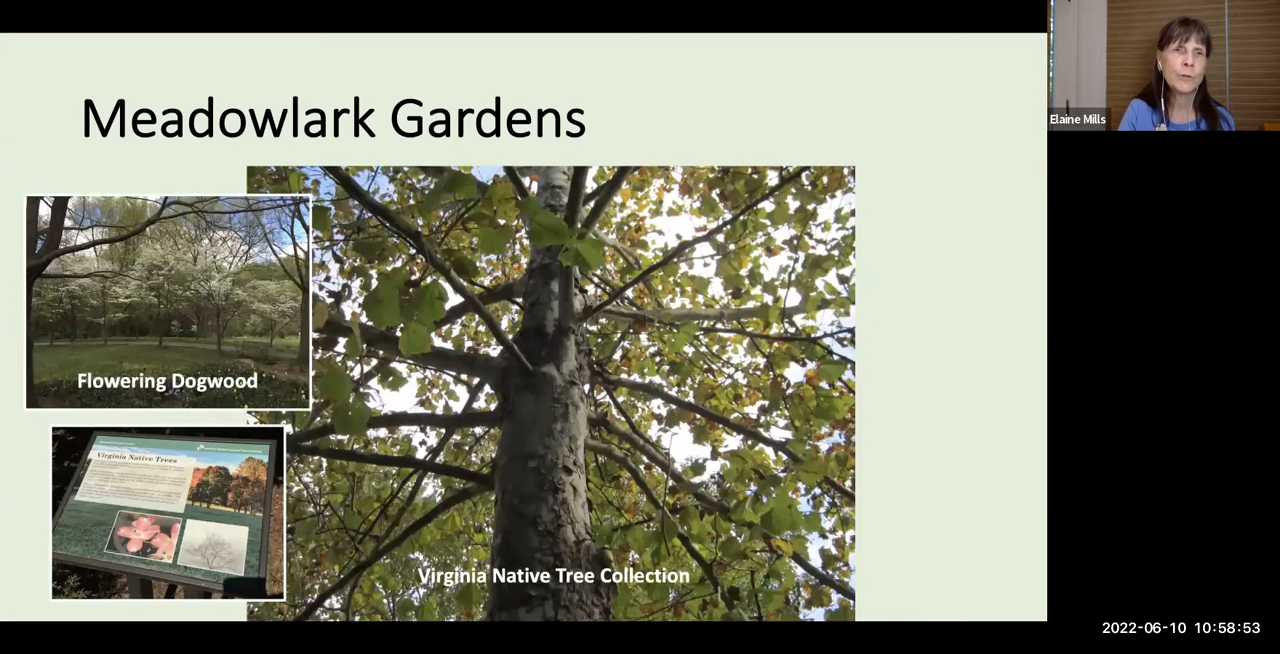 Meadowlark Gardens
Elaine Mills
Flowering Dogwood
Virginia Native Trees
Virginia Native Tree Collection
2022-06-10 10:58:53